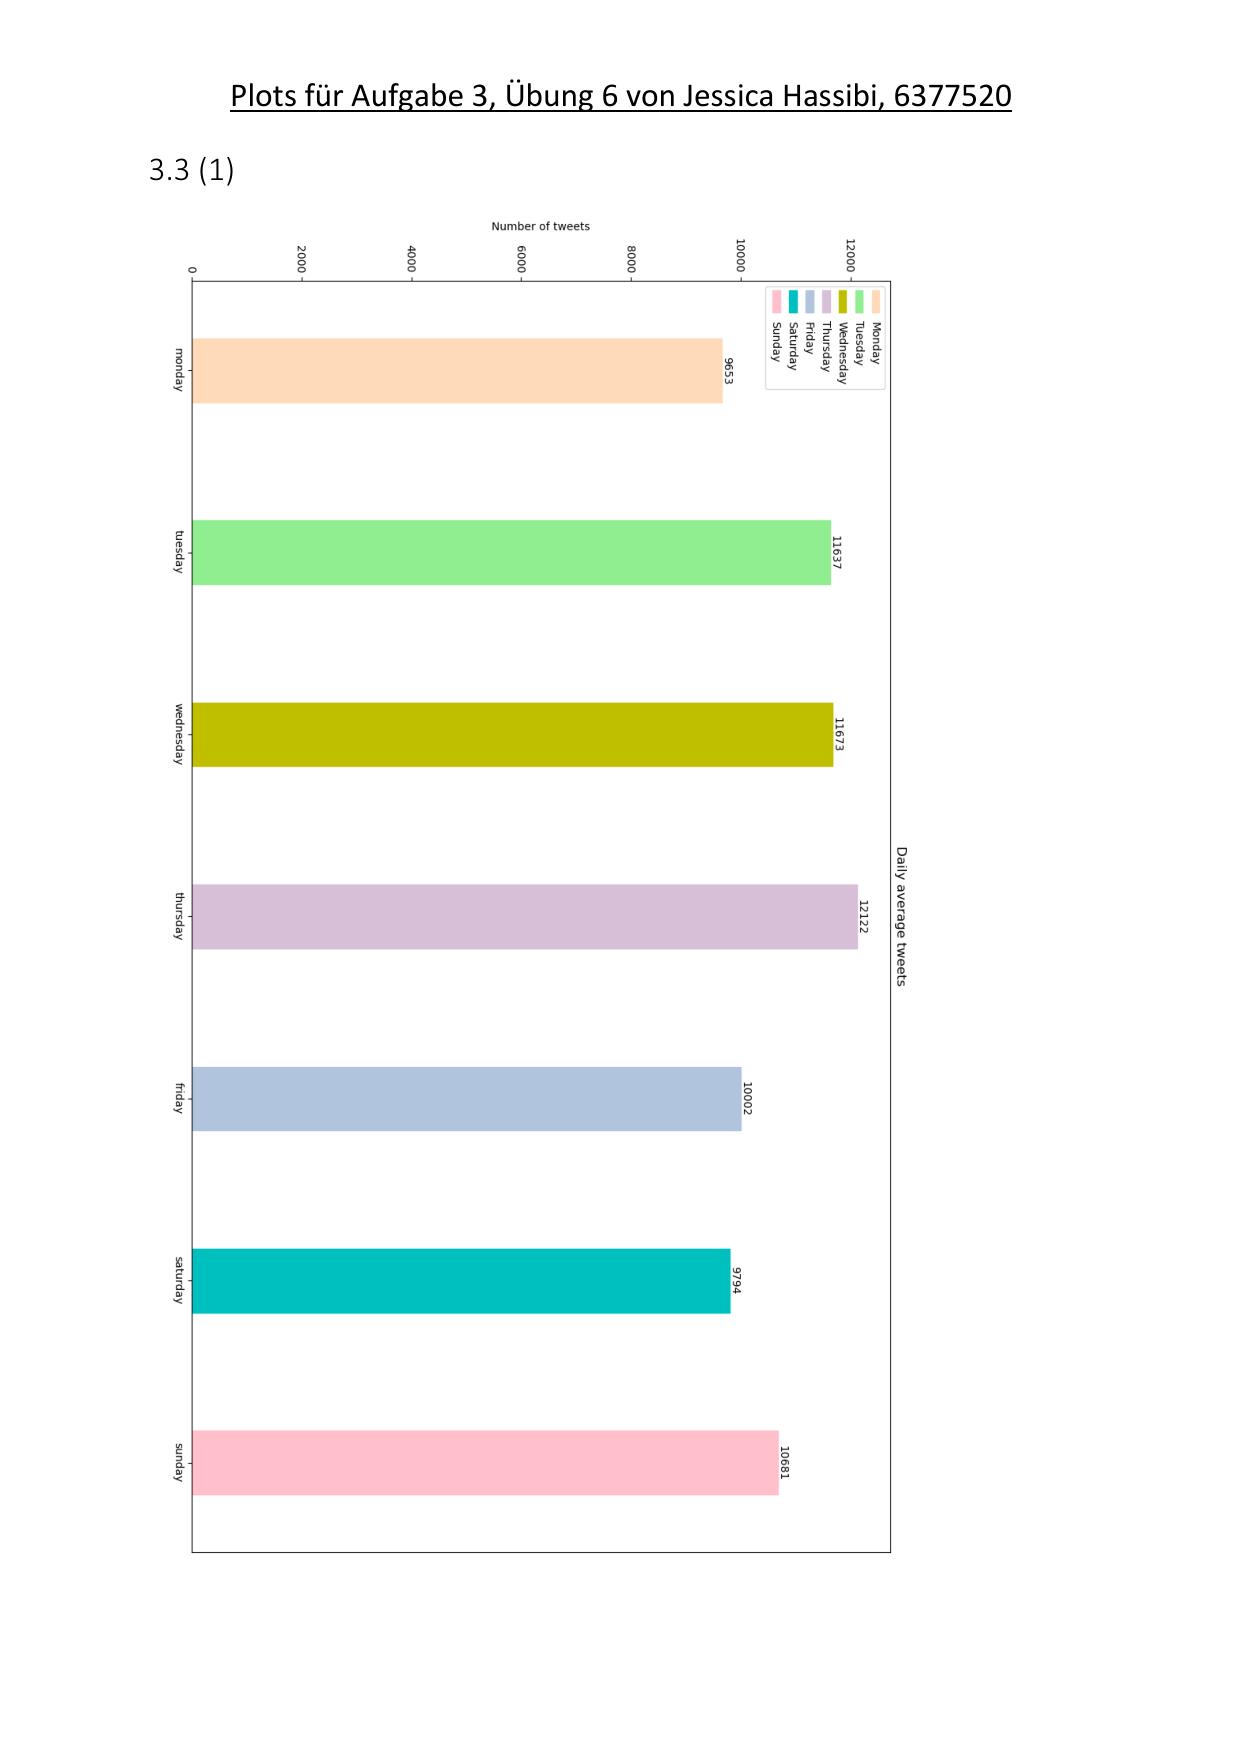 Plots für Aufgabe 3, Übung 6 von Jessica Hassibi, 6377520
3.3 (1)
Daily average tweets
Number of tweets
12000
10000
8000
6000
4000
2000
0
Monday
Tuesday
Wednesday
Thursday
Friday
Saturday
Sunday
9653
11637
11673
12122
10002
9794
10681
monday
tuesday
wednesday
thursday
friday
saturday
sunday